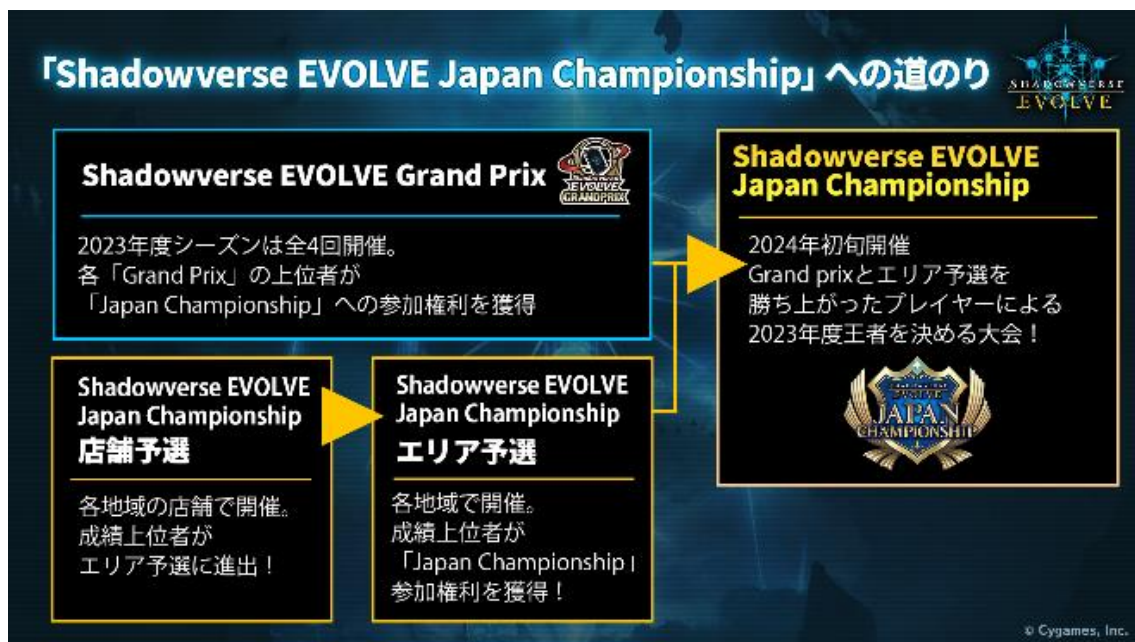 「Shadowverse EVOLVE Japan Championship」への道のり
SHADOWVERSE
EVOLVE
Shadowverse EVOLVE Grand Prix
EVOLVE
GRANDPRIX
2023年度シーズンは全4回開催。
各「Grand Prix」の上位者が
「Japan Championship」への参加権利を獲得
Shadowverse EVOLVE
Japan Championship
店舗予選
各地域の店舗で開催。
成績上位者が
エリア予選に進出！
Shadowverse EVOLVE
Japan Championship
エリア予選
各地域で開催。
成績上位者が
「Japan Championship」
参加権利を獲得！
Shadowverse EVOLVE
Japan Championship
2024年初旬開催
Grand prixとエリア予選を
勝ち上がったプレイヤーによる
2023年度王者を決める大会！
EVOLVE
JAPAN
CHAMPIONSHIP
© Cygames, Inc.